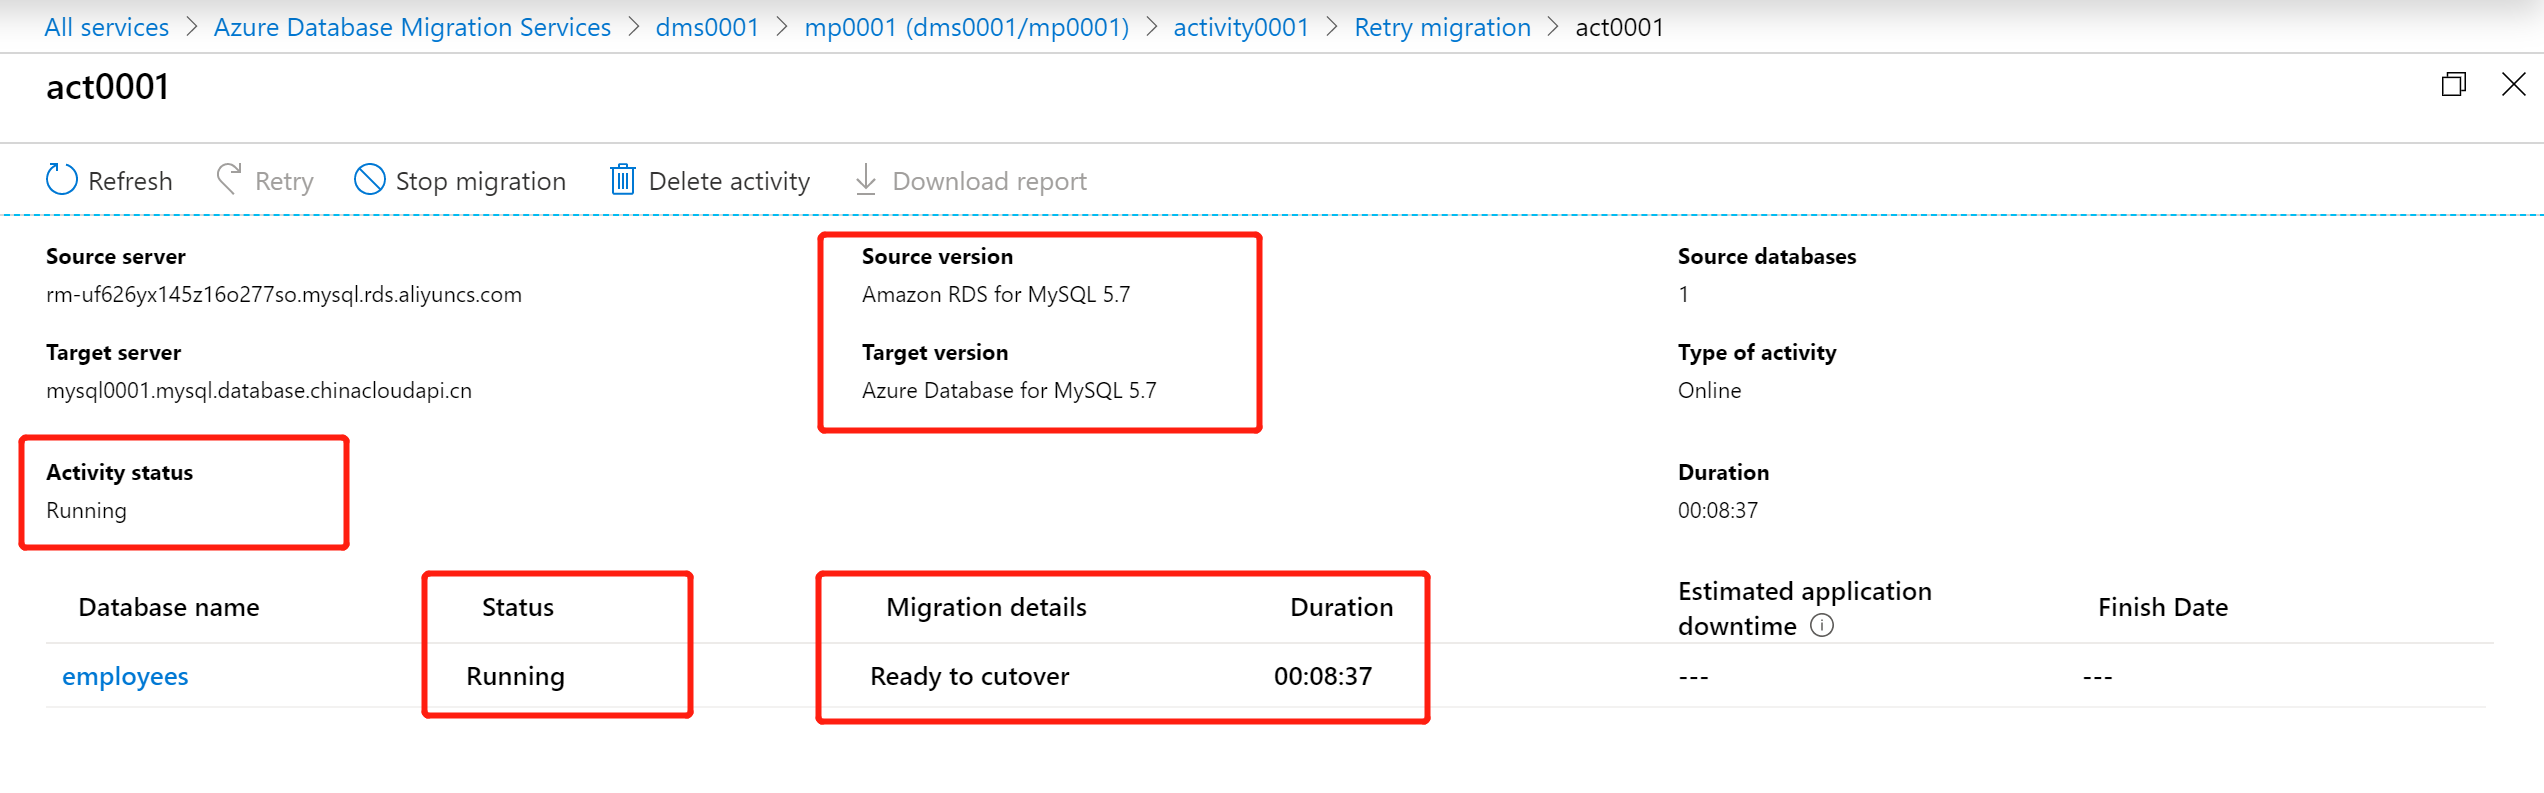 All services > Azure Database Migration Services > dms0001 > mp0001 (dms0001/mp0001) > activity0001 > Retry migration > act0001
act0001
Refresh Retry Stop migration Delete activity Download report
Source server
rm-uf626yx145z16o277so.mysql.rds.aliyuncs.com
Source version
Amazon RDS for MySQL 5.7
Source databases
1
Target server
mysql0001.mysql.database.chinacloudapi.cn
Target version
Azure Database for MySQL 5.7
Type of activity
Online
Activity status
Running
Duration
00:08:37
Database name Status Migration details Duration Estimated application
downtime Finish Date
employees Running Ready to cutover 00:08:37 --- ---